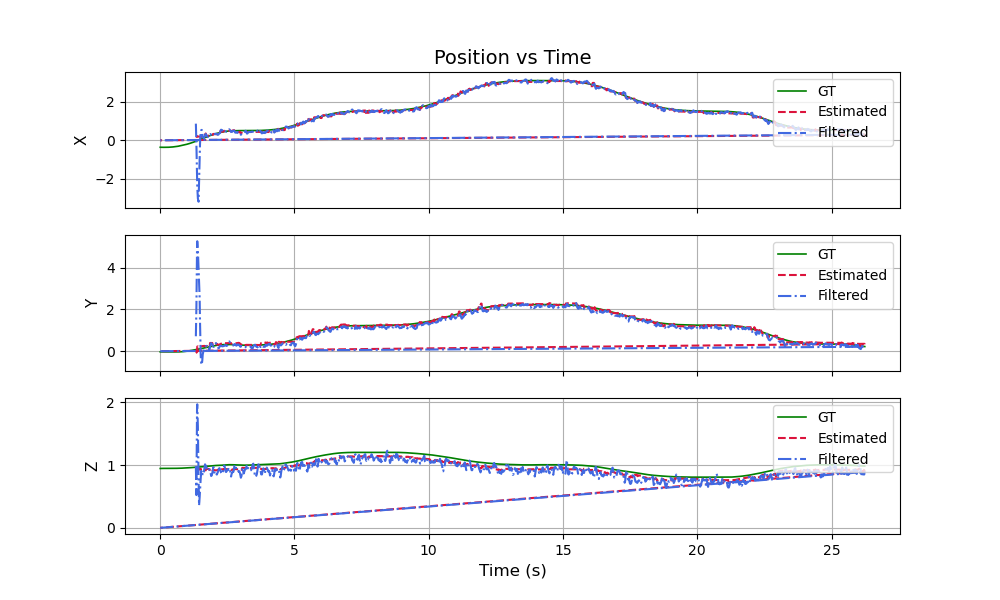 Position vs Time
X
2
0
−2
GT
Estimated
Filtered
Y
4
2
0
GT
Estimated
Filtered
Z
2
1
0
GT
Estimated
Filtered
0 5 10 15 20 25
Time (s)